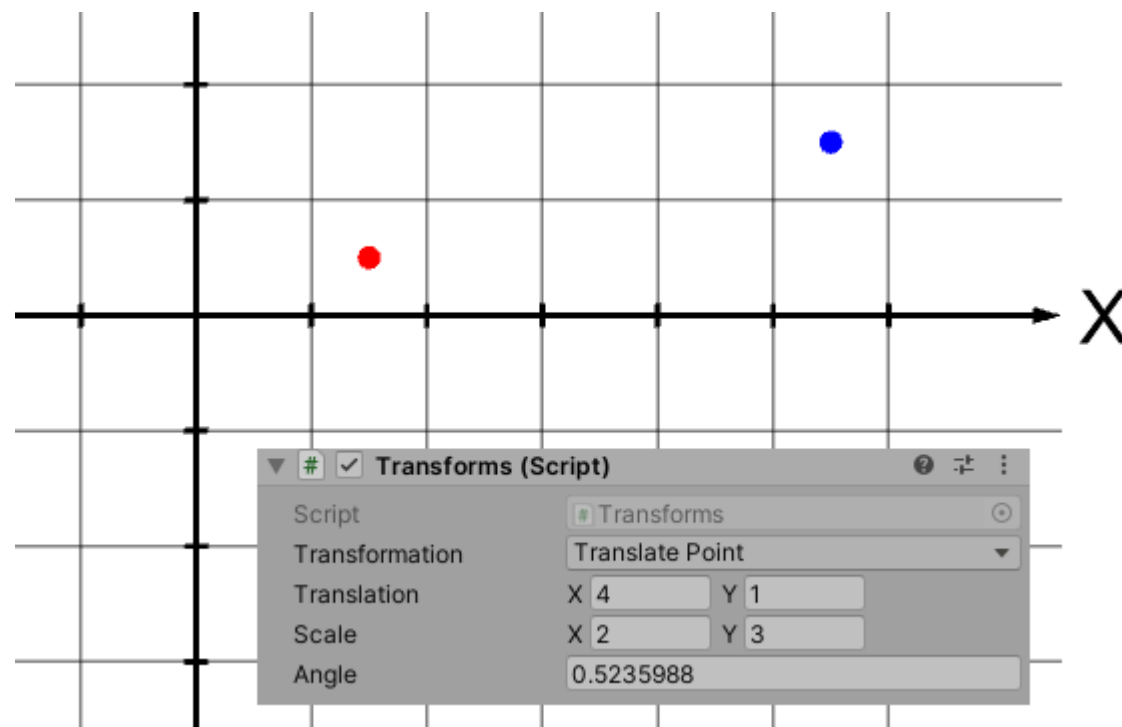 X
# Transforms (Script)
Script # Transforms
Transformation Translate Point
Translation X 4 Y 1
Scale X 2 Y 3
Angle 0.5235988